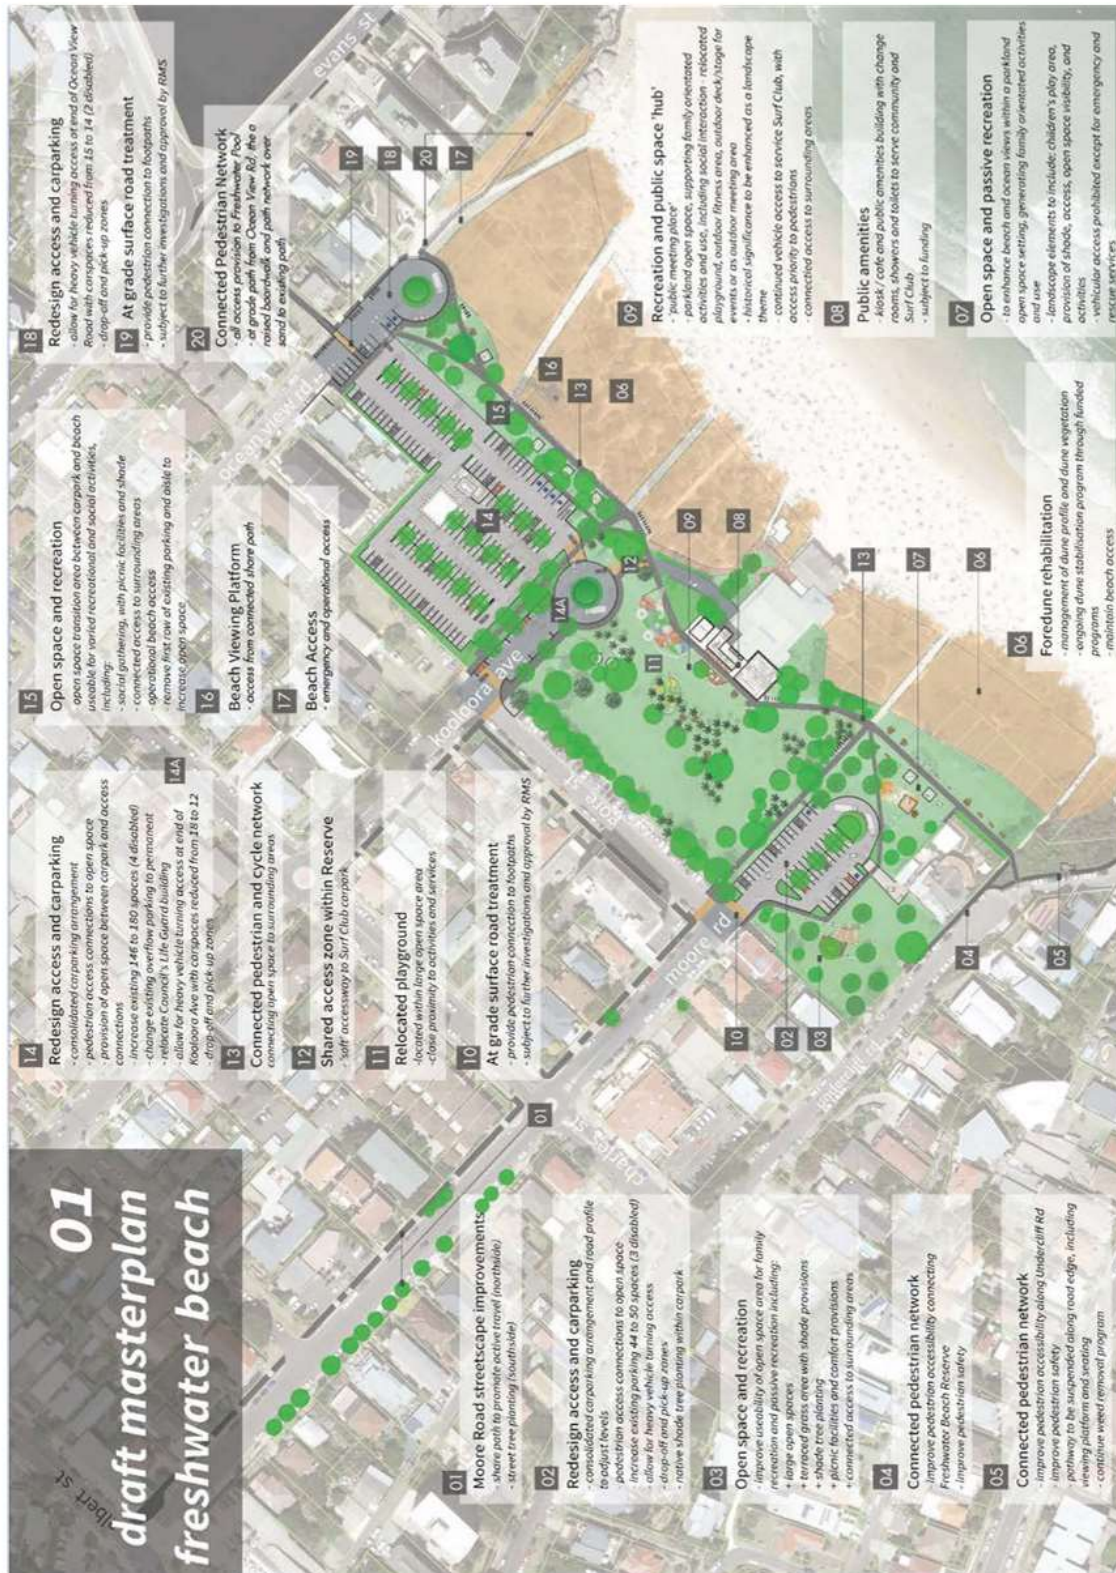 01
draft masterplan
freshwater beach
albert st
01
Moore Road streetscape improvements
- share path to promote active travel (northside)
- street tree planting (southside)
02
Redesign access and carparking
- consolidated carparking arrangement and road profile
to adjust levels
- pedestrian access connections to open space
- increase existing parking 44 to 50 spaces (3 disabled)
- allow for heavy vehicle turning access
- drop-off and pick-up zones
- native shade tree planting within carpark
03
Open space and recreation
- improve useability of open space area for family
recreation and passive recreation including:
+ large open spaces
+ terraced grass area with shade provisions
+ shade tree planting
+ picnic facilities and comfort provisions
+ connected access to surrounding areas
04
Connected pedestrian network
- improve pedestrian accessibility connecting
Freshwater Beach Reserve
- improve pedestrian safety
05
Connected pedestrian network
- improve pedestrian accessibility along Undercliff Rd
- improve pedestrian safety
- pathway to be suspended along road edge, including
viewing platform and seating
- continue weed removal program
14
Redesign access and carparking
- consolidated carparking arrangement
- pedestrian access connections to open space
- provision of open space between carpark and access
connections
- increase existing 146 to 180 spaces (4 disabled)
- change existing overflow parking to permanent
- relocate Council's Life Guard building
- allow for heavy vehicle turning access at end of
Kooloora Ave with carspaces reduced from 18 to 12
- drop-off and pick-up zones
14A
13
Connected pedestrian and cycle network
connecting open space to surrounding areas
12
Shared access zone within Reserve
- 'soft' accessway to Surf Club carpark
11
Relocated playground
-located within large open space area
-close proximity to activities and services
10
At grade surface road treatment
- provide pedestrian connection to footpaths
- subject to further investigations and approval by RMS
15
Open space and recreation
- open space transition area between carpark and beach
useable for varied recreational and social activities,
including:
- social gathering, with picnic facilities and shade
- connected access to surrounding areas
- operational beach access
- remove first row of existing parking and aisle to
increase open space
16
Beach Viewing Platform
- access from connected share path
17
Beach Access
- emergency and operational access
18
Redesign access and carparking
- allow for heavy vehicle turning access at end of Ocean View
Road with carspaces reduced from 15 to 14 (2 disabled)
- drop-off and pick-up zones
19
At grade surface road treatment
- provide pedestrian connection to footpaths
- subject to further investigations and approval by RMS
20
Connected Pedestrian Network
- all access provision to Freshwater Pool
- at grade path from Ocean View Rd, the a
raised boardwalk and path network over
sand to existing path
09
Recreation and public space 'hub'
- 'public meeting place'
- parkland open space, supporting family orientated
activities and use, including social interaction - relocated
playground, outdoor fitness area, outdoor deck/stage for
events or as outdoor meeting area
- historical significance to be enhanced as a landscape
theme
- continued vehicle access to service Surf Club, with
access priority to pedestrians
- connected access to surrounding areas
08
Public amenities
- kiosk / cafe and public amenities building with change
rooms, showers and toilets to serve community and
Surf Club
- subject to funding
07
Open space and passive recreation
- to enhance beach and ocean views within a parkland
open space setting, generating family orientated activities
and use
- landscape elements to include: children's play area,
provision of shade, access, open space visibility, and
activities
- vehicular access prohibited except for emergency and
rescue services
06
Foredune rehabilitation
- management of dune profile and dune vegetation
- ongoing dune stabilisation program through funded
programs
- maintain beach access
evans st
ocean view rd
kooloora ave
moore rd
charles st
01
10
02
03
04
05
14
14A
12
11
15
16
13
06
09
08
13
07
06
19
18
20
17